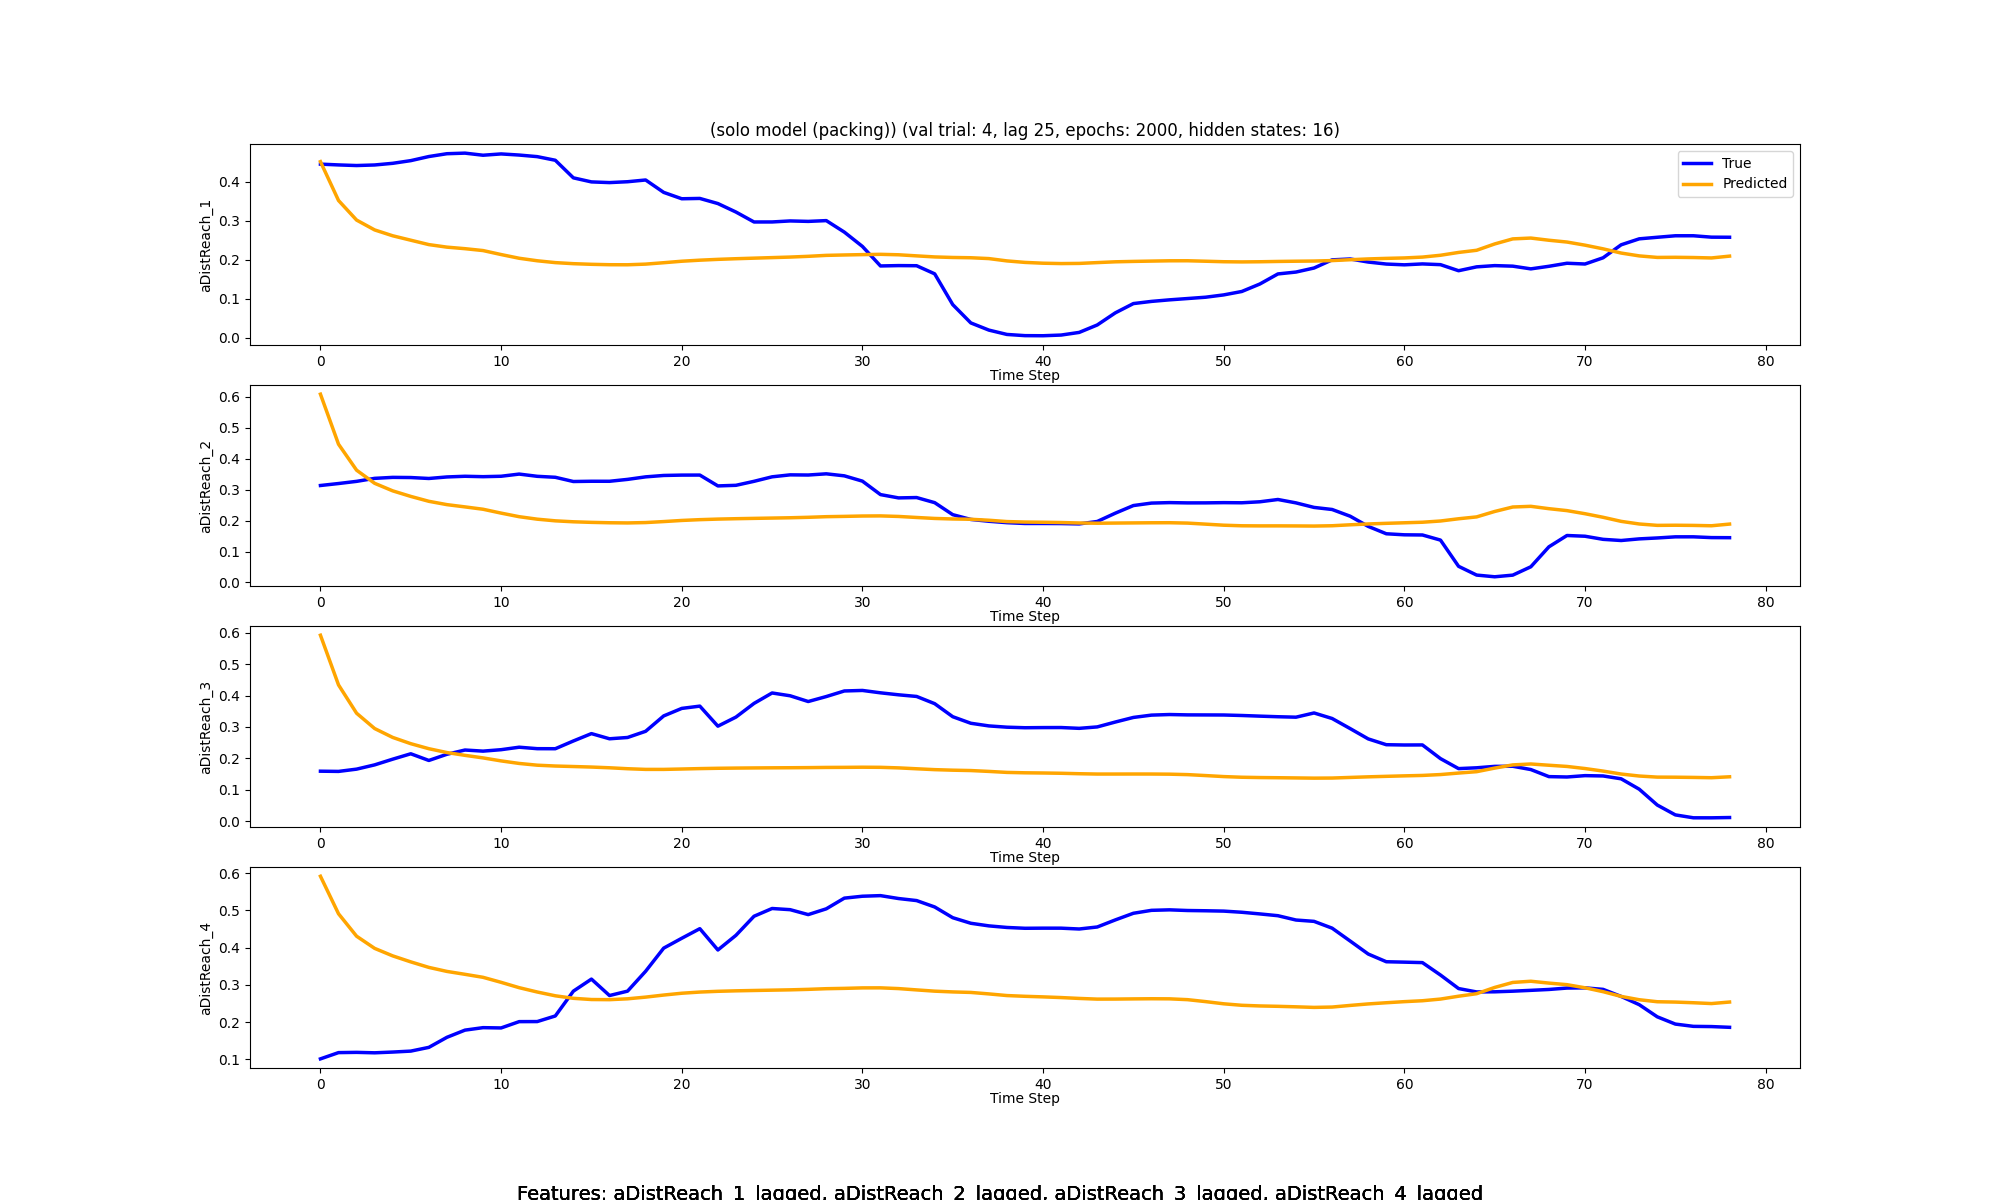 (solo model (packing)) (val trial: 4, lag 25, epochs: 2000, hidden states: 16)
True
Predicted
aDistReach_1
0.4
0.3
0.2
0.1
0.0
0 10 20 30 40 50 60 70 80
Time Step
aDistReach_2
0.6
0.5
0.4
0.3
0.2
0.1
0.0
0 10 20 30 40 50 60 70 80
Time Step
aDistReach_3
0.6
0.5
0.4
0.3
0.2
0.1
0.0
0 10 20 30 40 50 60 70 80
Time Step
aDistReach_4
0.6
0.5
0.4
0.3
0.2
0.1
0 10 20 30 40 50 60 70 80
Time Step
Features: aDistReach_1_lagged, aDistReach_2_lagged, aDistReach_3_lagged, aDistReach_4_lagged